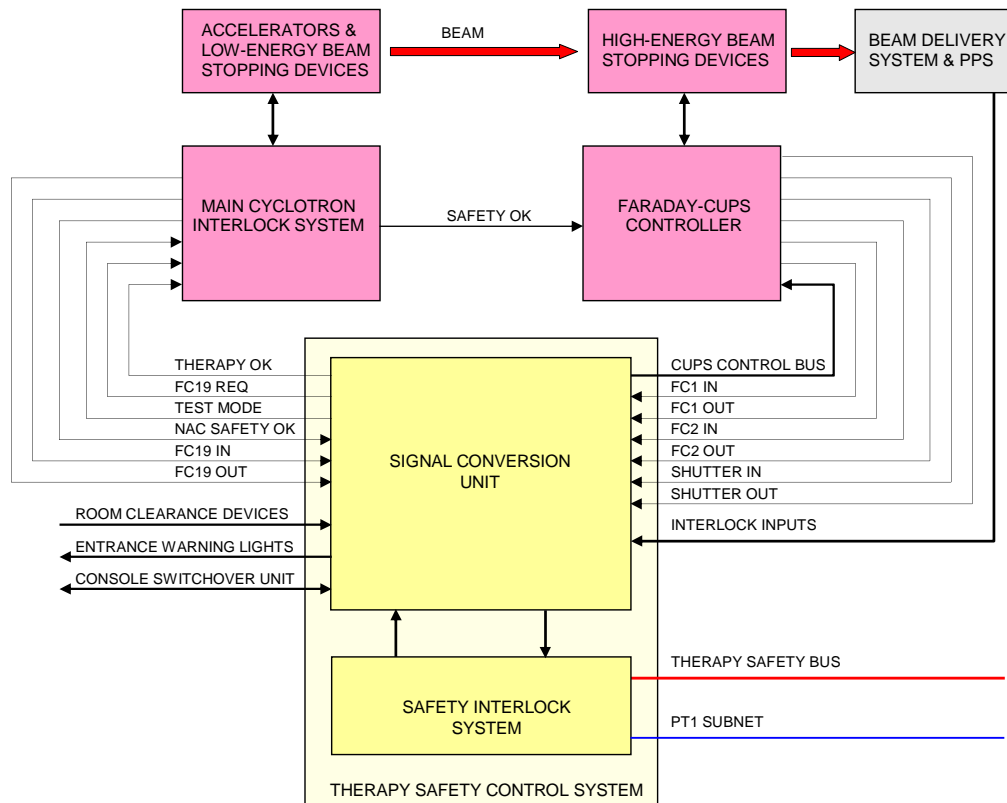 ACCELERATORS &
LOW-ENERGY BEAM
STOPPING DEVICES
BEAM
HIGH-ENERGY BEAM
STOPPING DEVICES
BEAM DELIVERY
SYSTEM & PPS
MAIN CYCLOTRON
INTERLOCK SYSTEM
SAFETY OK
FARADAY-CUPS
CONTROLLER
THERAPY OK
FC19 REQ
TEST MODE
NAC SAFETY OK
FC19 IN
FC19 OUT
ROOM CLEARANCE DEVICES
ENTRANCE WARNING LIGHTS
CONSOLE SWITCHOVER UNIT
SIGNAL CONVERSION
UNIT
CUPS CONTROL BUS
FC1 IN
FC1 OUT
FC2 IN
FC2 OUT
SHUTTER IN
SHUTTER OUT
INTERLOCK INPUTS
SAFETY INTERLOCK
SYSTEM
THERAPY SAFETY BUS
PT1 SUBNET
THERAPY SAFETY CONTROL SYSTEM